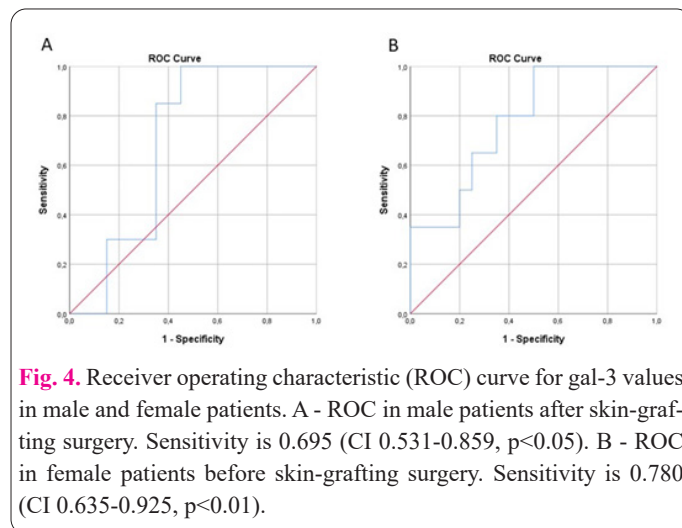 A
B
ROC Curve
ROC Curve
1,0
0,8
0,6
0,4
0,2
0,0
Sensitivity
0,0 0,2 0,4 0,6 0,8 1,0
1 - Specificity
1,0
0,8
0,6
0,4
0,2
0,0
Sensitivity
0,0 0,2 0,4 0,6 0,8 1,0
1 - Specificity
Fig. 4. Receiver operating characteristic (ROC) curve for gal-3 values
in male and female patients. A - ROC in male patients after skin-graf-
ting surgery. Sensitivity is 0.695 (CI 0.531-0.859, p<0.05). B - ROC
in female patients before skin-grafting surgery. Sensitivity is 0.780
(CI 0.635-0.925, p<0.01).